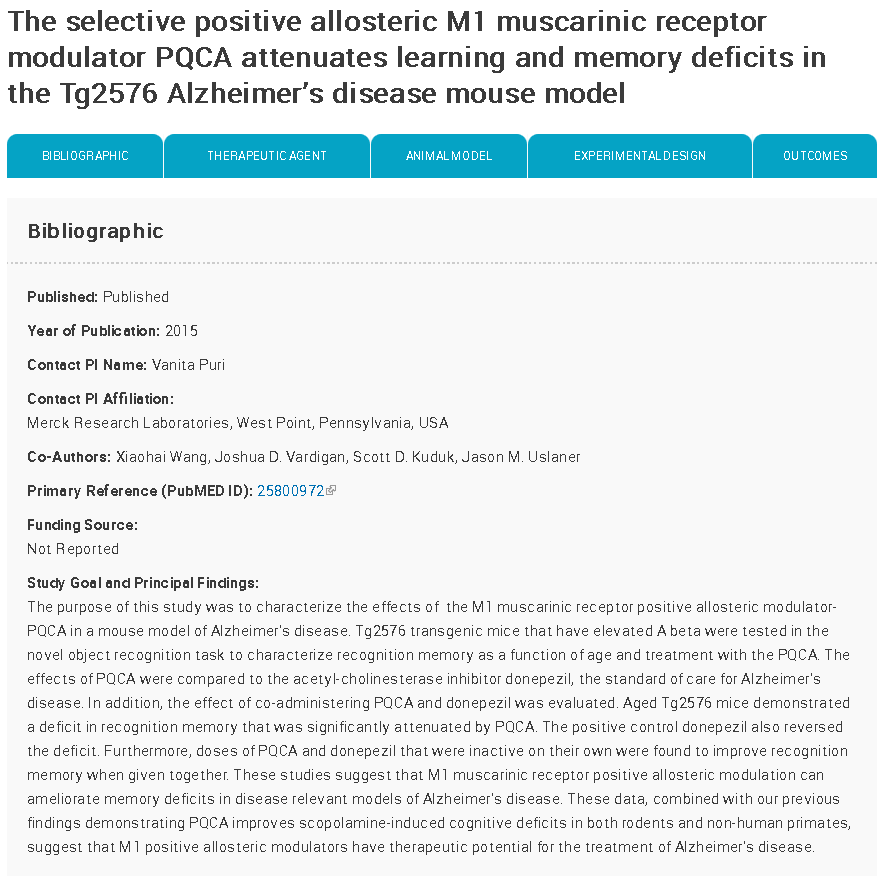 The selective positive allosteric M1 muscarinic receptor
modulator PQCA attenuates learning and memory deficits in
the Tg2576 Alzheimer's disease mouse model
BIBLIOGRAPHIC
THERAPEUTIC AGENT
ANIMAL MODEL
EXPERIMENTAL DESIGN
OUTCOMES
Bibliographic
Published: Published
Year of Publication: 2015
Contact PI Name: Vanita Puri
Contact PI Affiliation:
Merck Research Laboratories, West Point, Pennsylvania, USA
Co-Authors: Xiaohai Wang, Joshua D. Vardigan, Scott D. Kuduk, Jason M. Uslaner
Primary Reference (PubMED ID): 25800972
Funding Source:
Not Reported
Study Goal and Principal Findings:
The purpose of this study was to characterize the effects of  the M1 muscarinic receptor positive allosteric modulator-
PQCA in a mouse model of Alzheimer's disease. Tg2576 transgenic mice that have elevated A beta were tested in the
novel object recognition task to characterize recognition memory as a function of age and treatment with the PQCA. The
effects of PQCA were compared to the acetyl-cholinesterase inhibitor donepezil, the standard of care for Alzheimer's
disease. In addition, the effect of co-administering PQCA and donepezil was evaluated. Aged Tg2576 mice demonstrated
a deficit in recognition memory that was significantly attenuated by PQCA. The positive control donepezil also reversed
the deficit. Furthermore, doses of PQCA and donepezil that were inactive on their own were found to improve recognition
memory when given together. These studies suggest that M1 muscarinic receptor positive allosteric modulation can
ameliorate memory deficits in disease relevant models of Alzheimer's disease. These data, combined with our previous
findings demonstrating PQCA improves scopolamine-induced cognitive deficits in both rodents and non-human primates,
suggest that M1 positive allosteric modulators have therapeutic potential for the treatment of Alzheimer's disease.